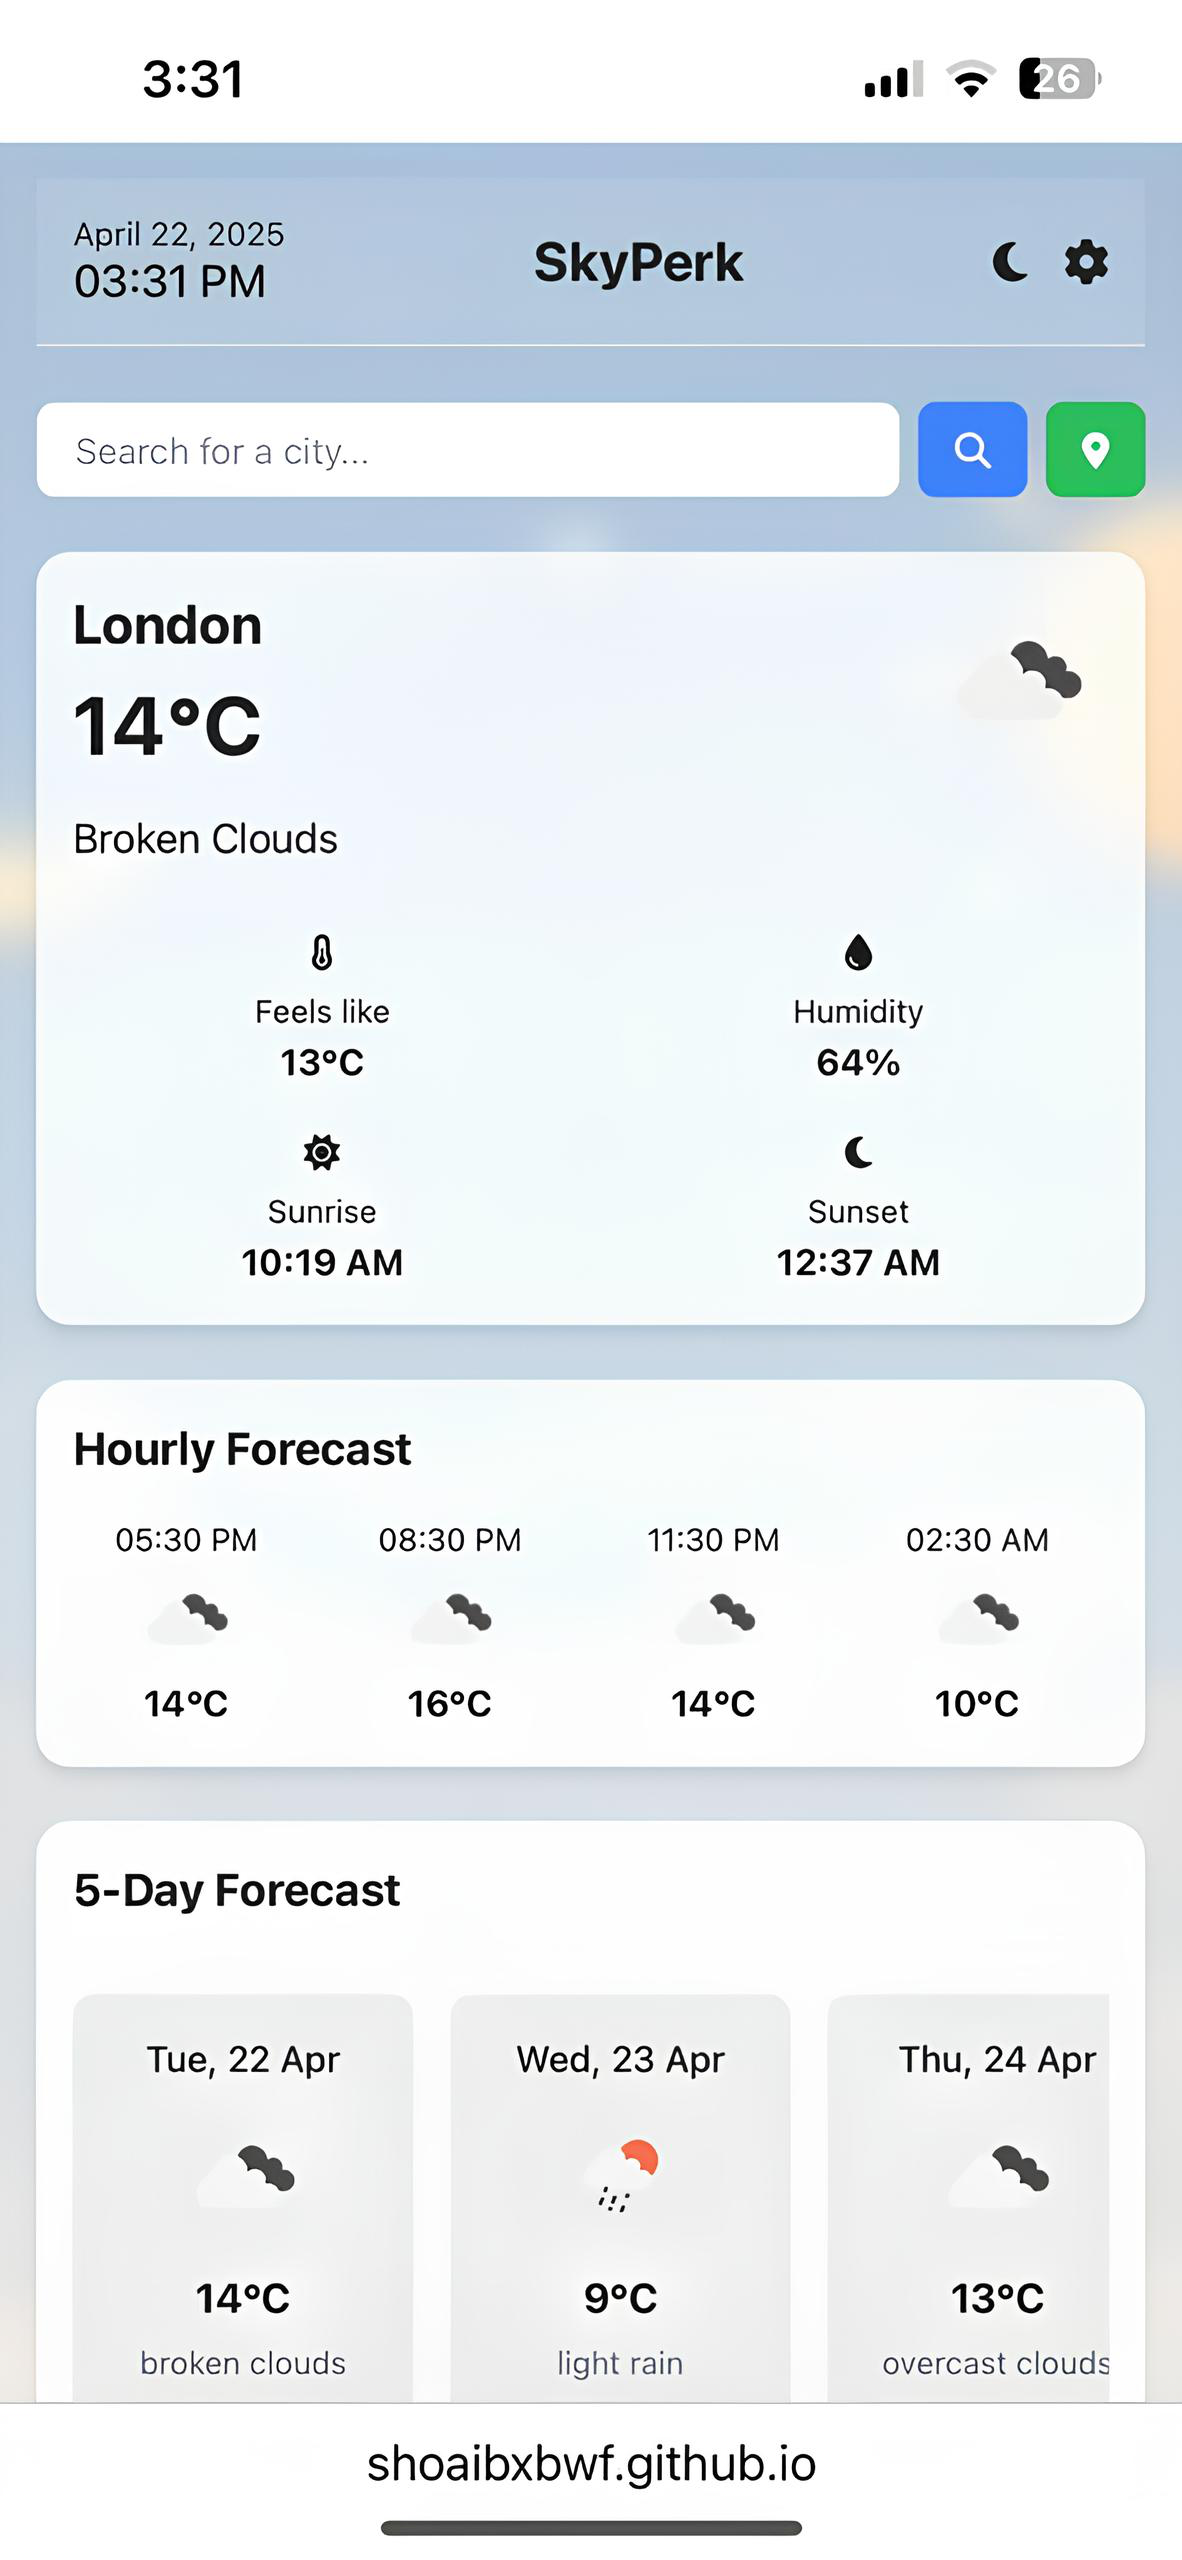 3:31
26
April 22, 2025
03:31 PM
SkyPerk
Search for a city...
London
14°C
Broken Clouds
Feels like
13°C
Humidity
64%
Sunrise
10:19 AM
Sunset
12:37 AM
Hourly Forecast
05:30 PM 08:30 PM 11:30 PM 02:30 AM
14°C 16°C 14°C 10°C
5-Day Forecast
Tue, 22 Apr Wed, 23 Apr Thu, 24 Apr
14°C 9°C 13°C
broken clouds light rain overcast clouds
shoaibxbwf.github.io